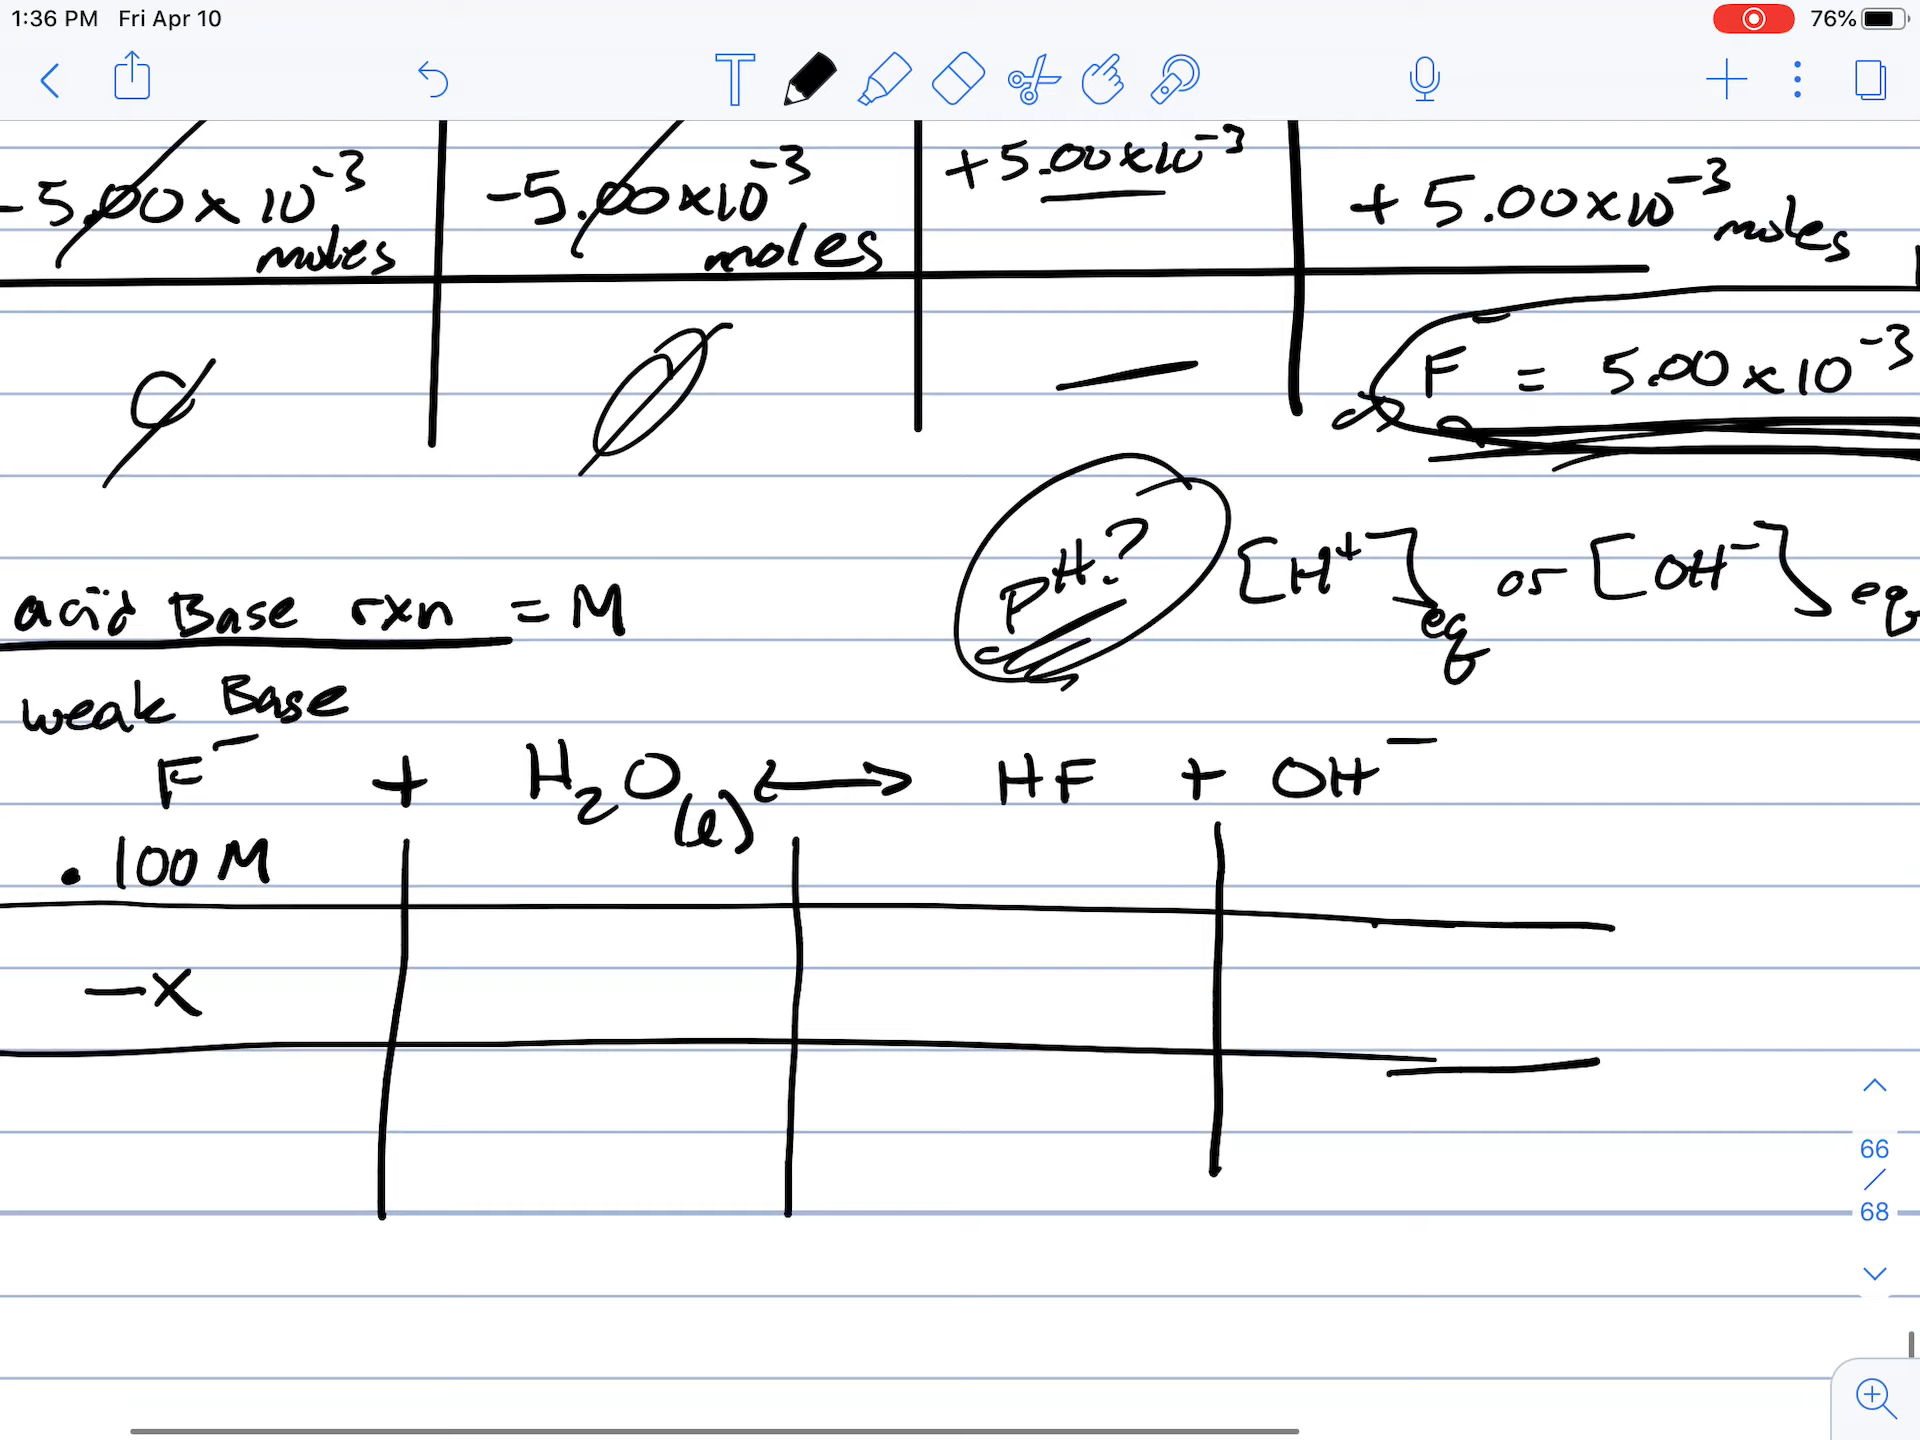 1:36 PM Fri Apr 10 76%
-5.00 x 10⁻³ moles -5.00x10⁻³ moles +5.00x10⁻³ + 5.00x10⁻³ moles
∅ ∅ — F⁻ = 5.00 x 10⁻³
pH? [H⁺]eq or [OH⁻]eq
acid Base rxn = M
weak Base
F⁻ + H₂O(l) ⟷ HF + OH⁻
.100 M
-x
66
/
68